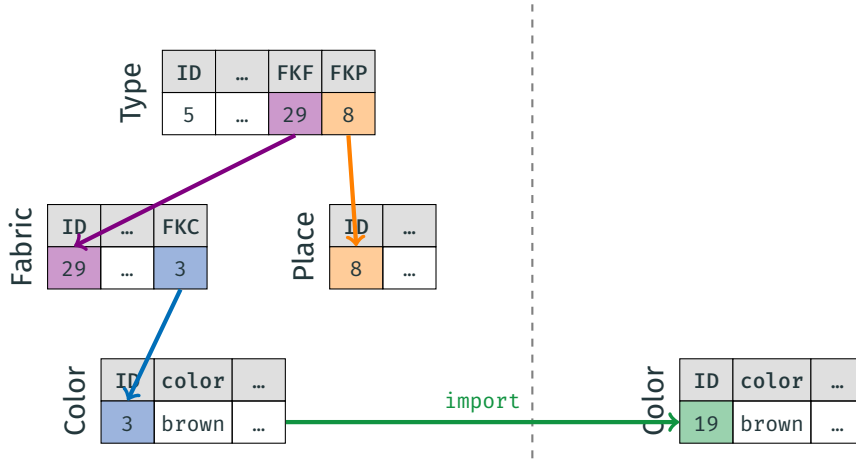 Type
ID … FKF FKP
5 … 29 8
Fabric
ID … FKC
29 … 3
Place
ID …
8 …
Color
ID color …
3 brown …
import
Color
ID color …
19 brown …